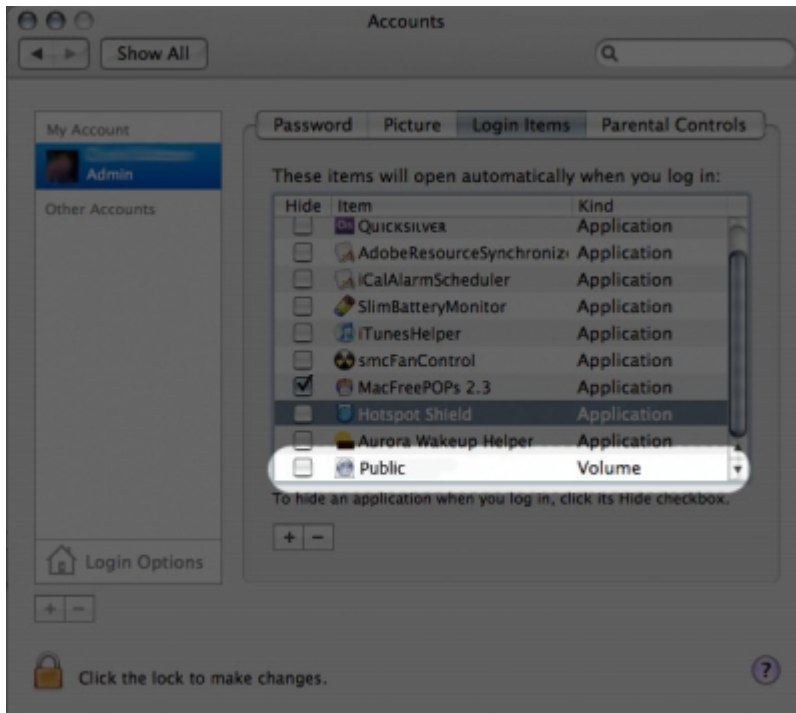 Accounts
Show All
My Account
Admin
Other Accounts
Password Picture Login Items Parental Controls
These items will open automatically when you log in:
Hide Item Kind
QUICKSILVER Application
AdobeResourceSynchroniz Application
iCalAlarmScheduler Application
SlimBatteryMonitor Application
iTunesHelper Application
smcFanControl Application
MacFreePOPs 2.3 Application
Hotspot Shield Application
Aurora Wakeup Helper Application
Public Volume
To hide an application when you log in, click its Hide checkbox.
+ −
Login Options
+ −
Click the lock to make changes.
?